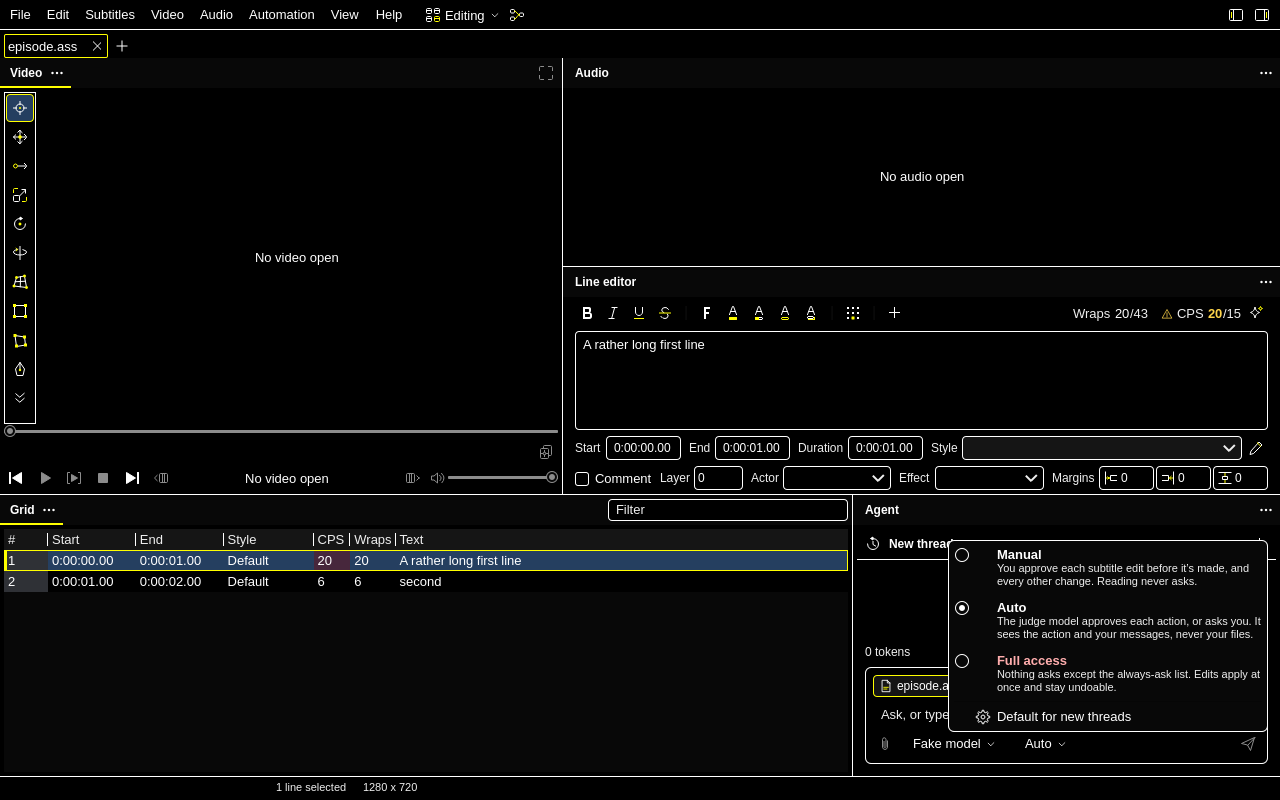 File Edit Subtitles Video Audio Automation View Help Editing
episode.ass
Video
Audio
No video open
No audio open
Line editor
B I U S F A A A A Wraps 20/43 CPS 20/15
A rather long first line
Start 0:00:00.00 End 0:00:01.00 Duration 0:00:01.00 Style
Comment Layer 0 Actor Effect Margins 0 0 0
No video open
Grid
Filter
# Start End Style CPS Wraps Text
1 0:00:00.00 0:00:01.00 Default 20 20 A rather long first line
2 0:00:01.00 0:00:02.00 Default 6 6 second
Agent
New thread
Manual
You approve each subtitle edit before it's made, and
every other change. Reading never asks.
Auto
The judge model approves each action, or asks you. It
sees the action and your messages, never your files.
Full access
Nothing asks except the always-ask list. Edits apply at
once and stay undoable.
Default for new threads
0 tokens
episode.a
Ask, or type
Fake model Auto
1 line selected 1280 x 720